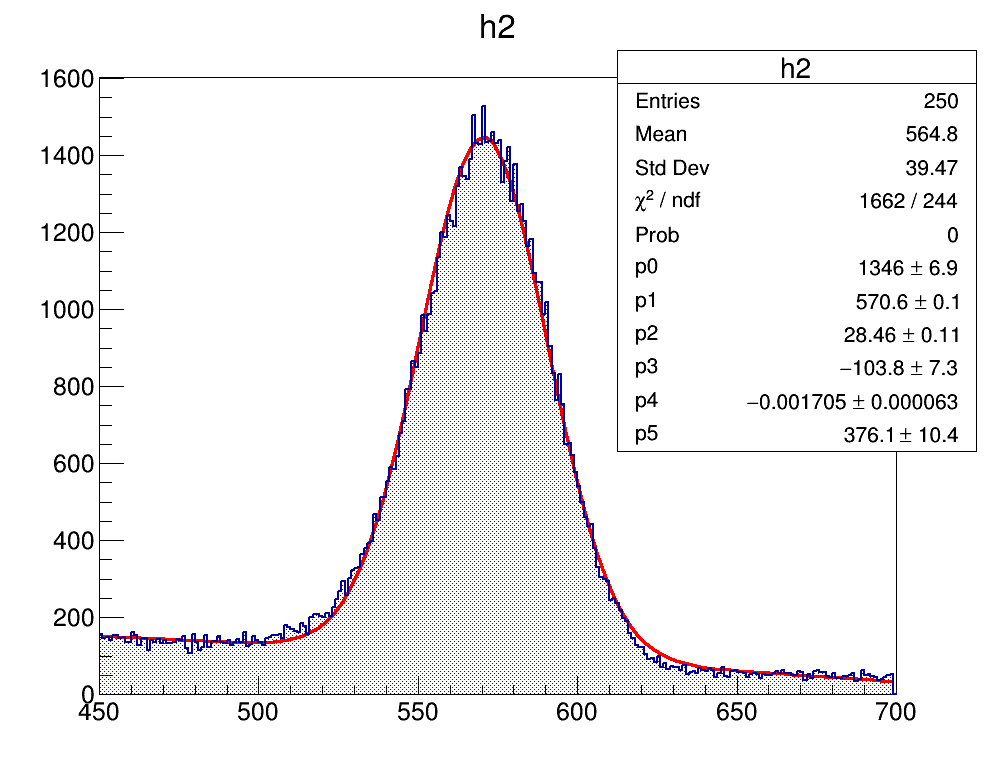 h2
h2
Entries 250
Mean 564.8
Std Dev 39.47
χ² / ndf 1662 / 244
Prob 0
p0 1346 ± 6.9
p1 570.6 ± 0.1
p2 28.46 ± 0.11
p3 −103.8 ± 7.3
p4 −0.001705 ± 0.000063
p5 376.1 ± 10.4
1600
1400
1200
1000
800
600
400
200
0
450 500 550 600 650 700